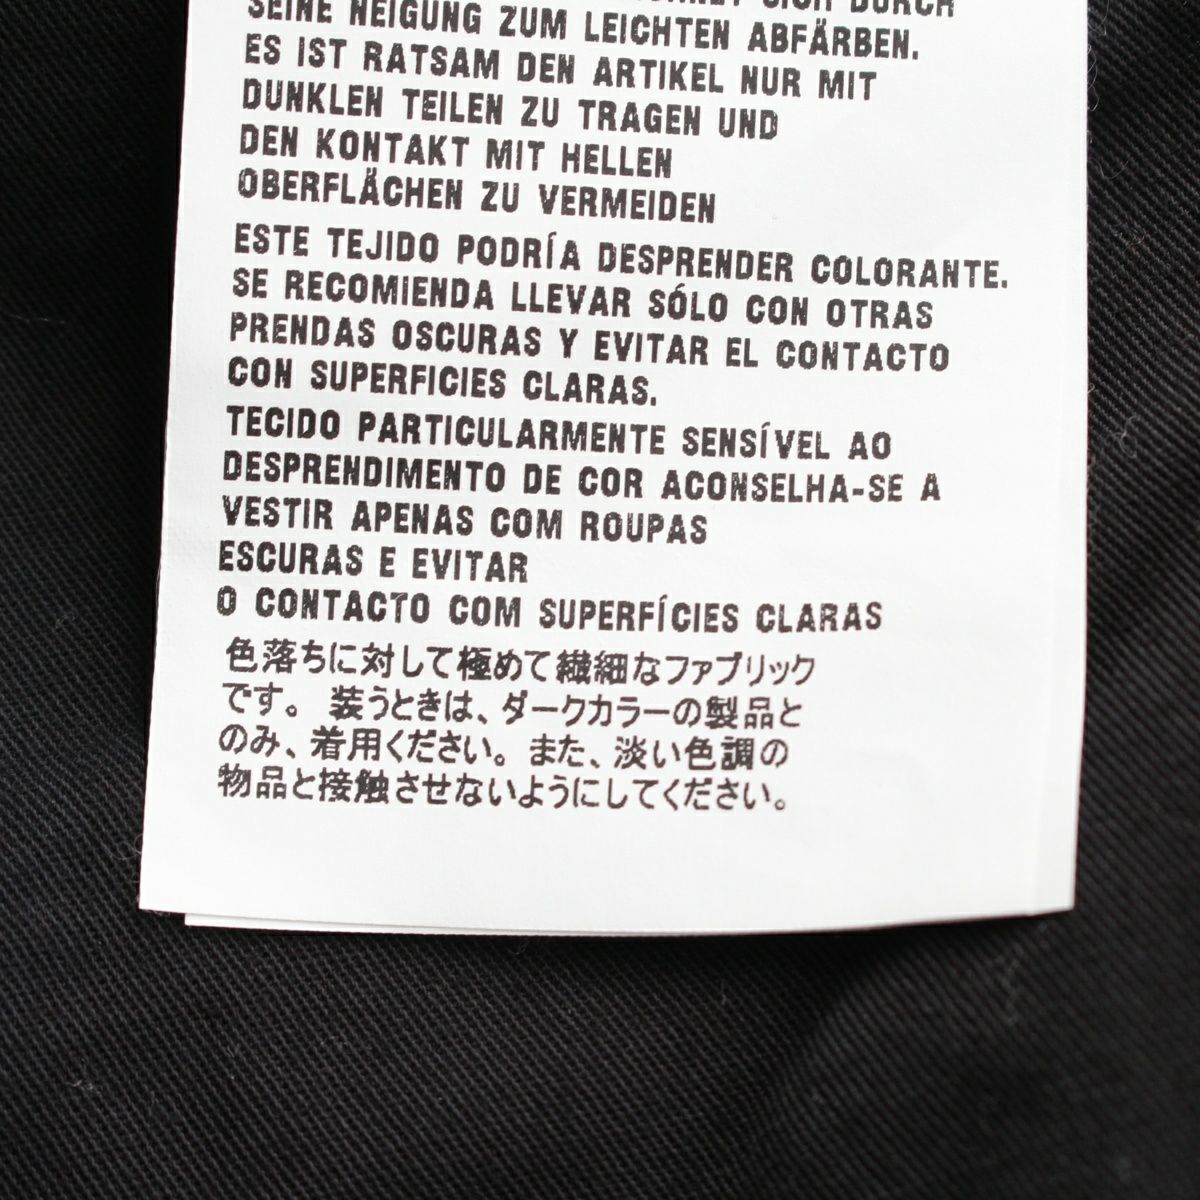 SICH DURCH
SEINE NEIGUNG ZUM LEICHTEN ABFÄRBEN.
ES IST RATSAM DEN ARTIKEL NUR MIT
DUNKLEN TEILEN ZU TRAGEN UND
DEN KONTAKT MIT HELLEN
OBERFLÄCHEN ZU VERMEIDEN
ESTE TEJIDO PODRÍA DESPRENDER COLORANTE.
SE RECOMIENDA LLEVAR SÓLO CON OTRAS
PRENDAS OSCURAS Y EVITAR EL CONTACTO
CON SUPERFICIES CLARAS.
TECIDO PARTICULARMENTE SENSÍVEL AO
DESPRENDIMENTO DE COR ACONSELHA-SE A
VESTIR APENAS COM ROUPAS
ESCURAS E EVITAR
O CONTACTO COM SUPERFÍCIES CLARAS
色落ちに対して極めて繊細なファブリック
です。 装うときは、ダークカラーの製品と
のみ、着用ください。また、淡い色調の
物品と接触させないようにしてください。